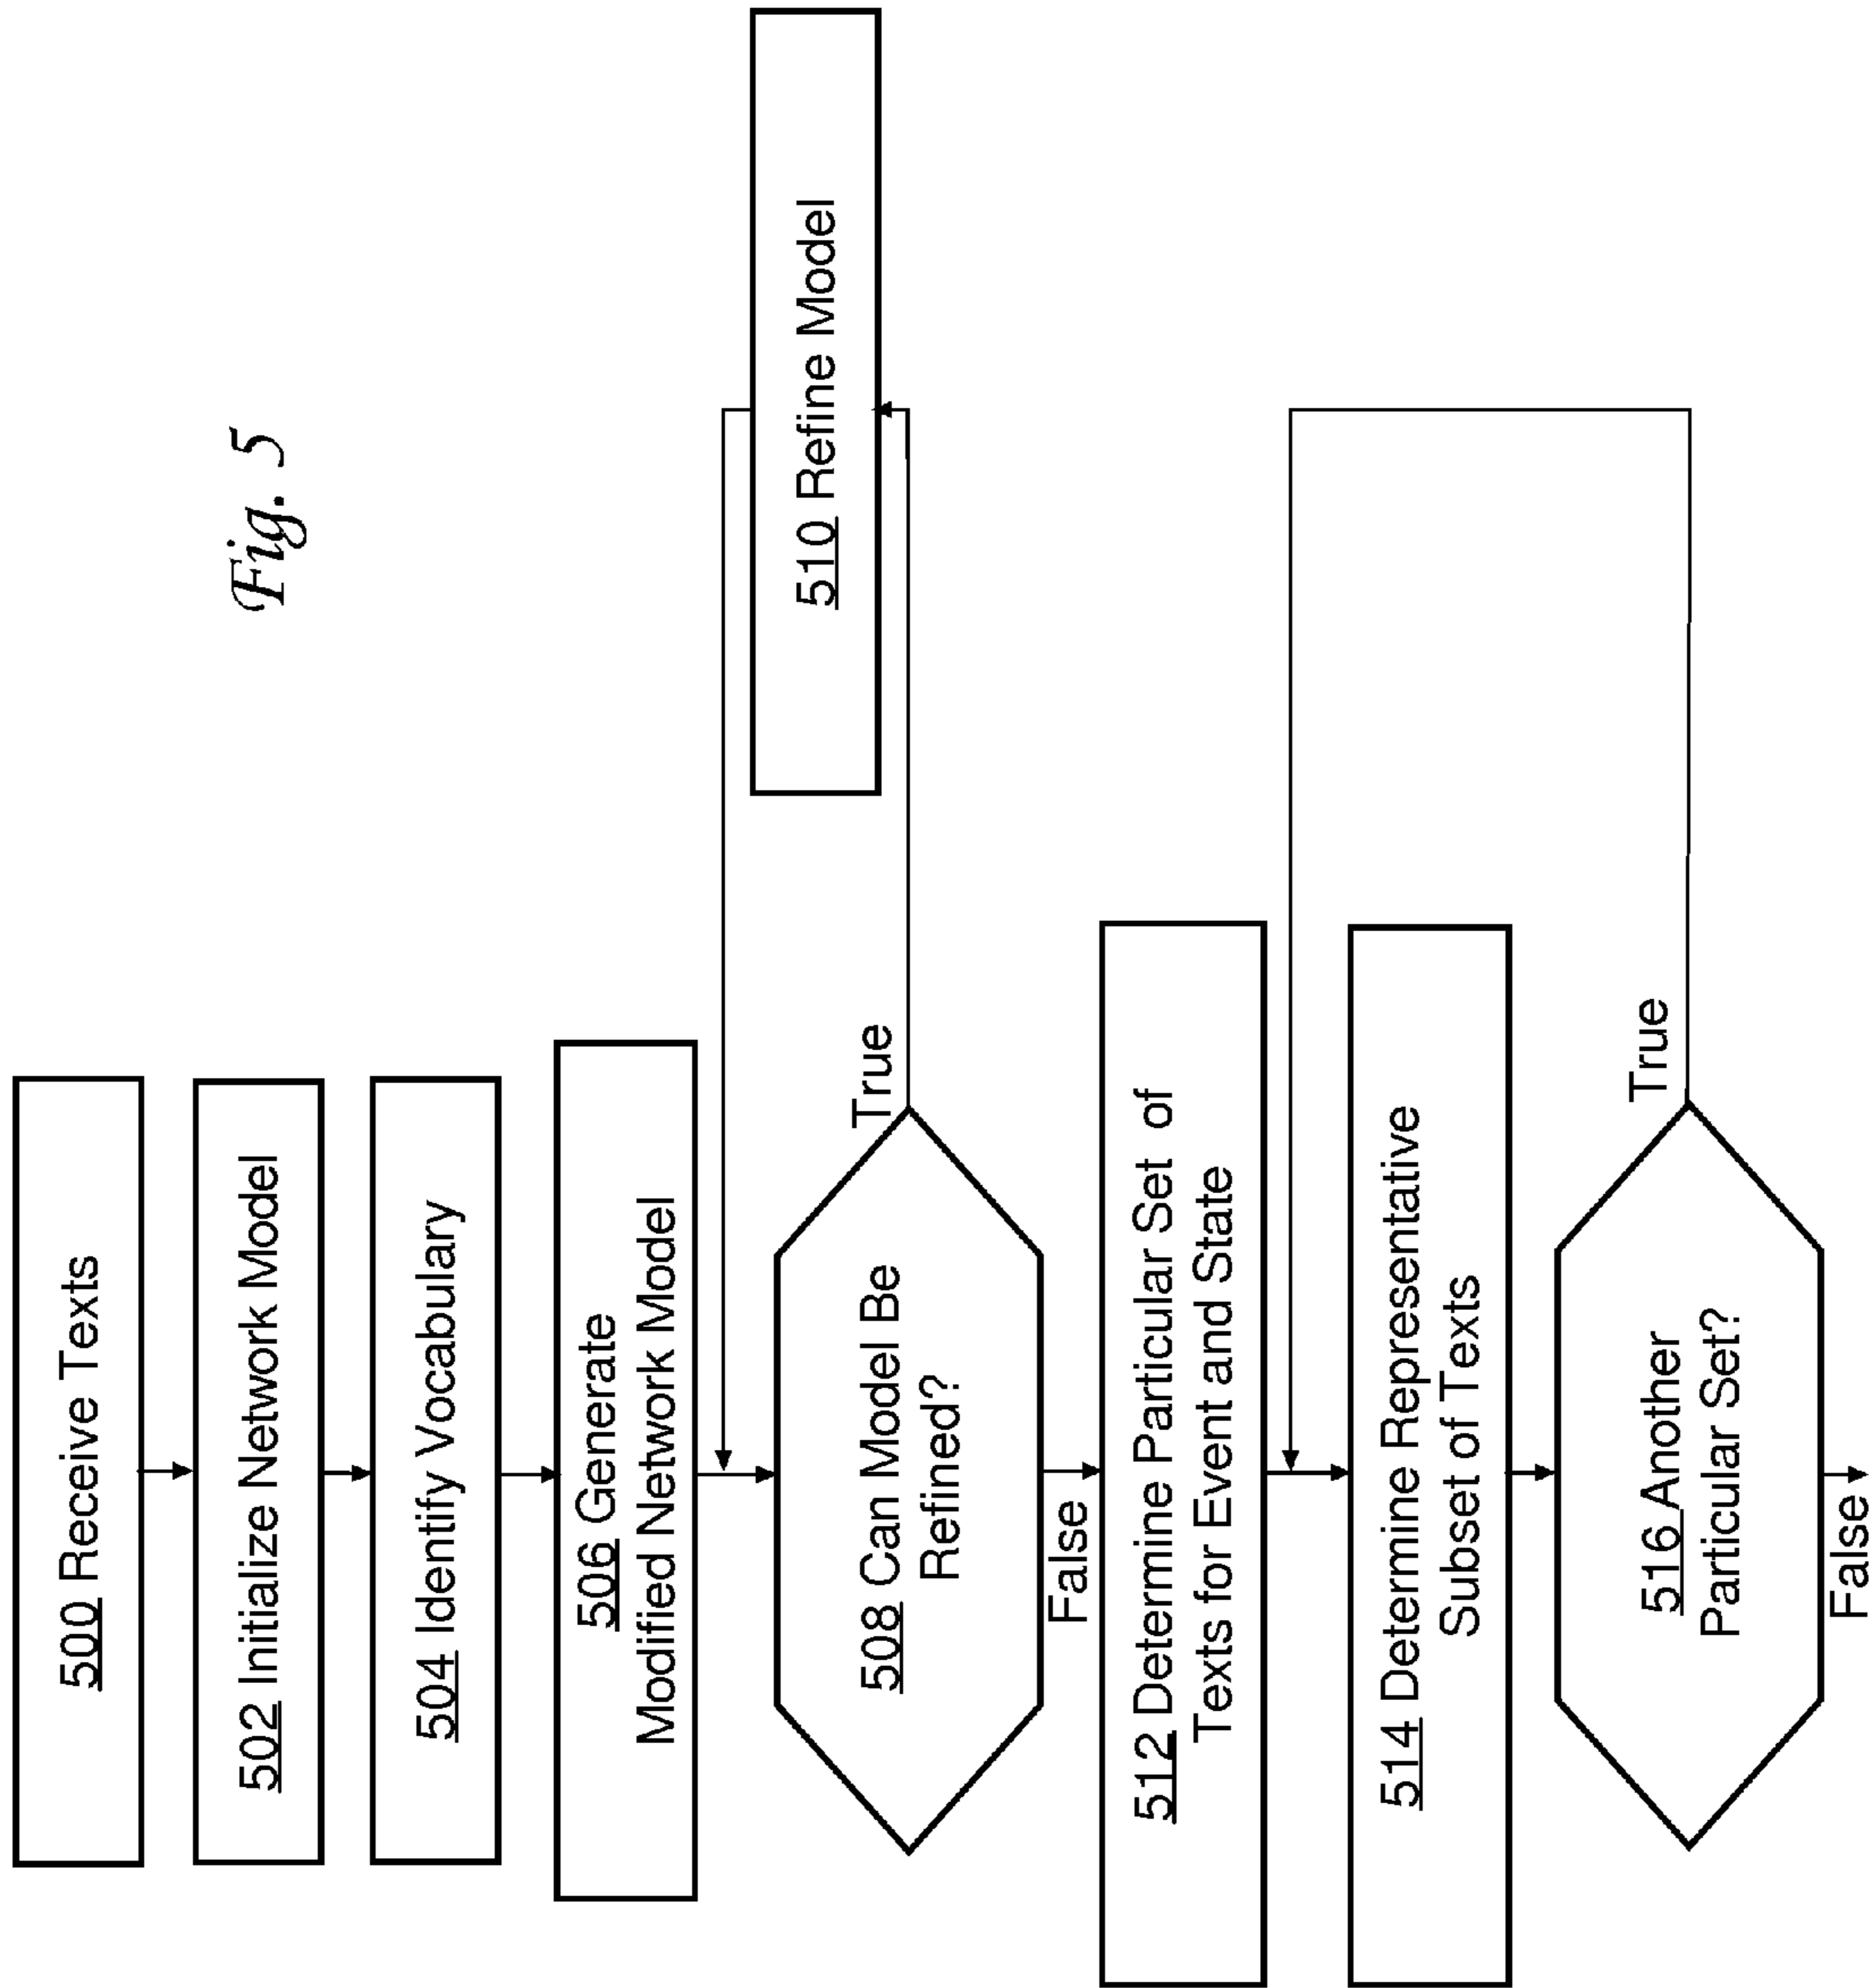 Fig. 5
500 Receive Texts
502 Initialize Network Model
504 Identify Vocabulary
506 Generate
Modified Network Model
508 Can Model Be
Refined?
True
510 Refine Model
False
512 Determine Particular Set of
Texts for Event and State
514 Determine Representative
Subset of Texts
516 Another
Particular Set?
True
False